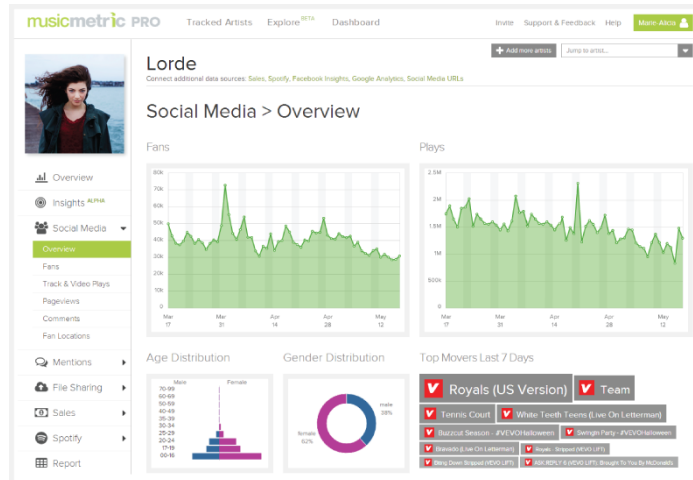 musicmetric PRO
Tracked Artists Explore BETA Dashboard
Invite Support & Feedback Help Marie-Alicia
Add more artists Jump to artist...
Lorde
Connect additional data sources: Sales, Spotify, Facebook Insights, Google Analytics, Social Media URLs
Social Media > Overview
Overview
Insights ALPHA
Social Media
Overview
Fans
Track & Video Plays
Pageviews
Comments
Fan Locations
Mentions
File Sharing
Sales
Spotify
Report
Fans
80k
70k
60k
50k
40k
30k
20k
10k
0
Mar 17 Mar 31 Apr 14 Apr 28 May 12
Plays
2.5M
2M
1.5M
1M
500k
0
Mar 17 Mar 31 Apr 14 Apr 28 May 12
Age Distribution
Male Female
70-99
60-69
50-59
40-49
35-39
30-34
25-29
20-24
17-19
00-16
Gender Distribution
male
38%
female
62%
Top Movers Last 7 Days
Royals (US Version) Team
Tennis Court White Teeth Teens (Live On Letterman)
Buzzcut Season - #VEVOHalloween Swingin Party - #VEVOHalloween
Bravado (Live On Letterman) Royals - Stripped (VEVO LIFT)
Biting Down Stripped (VEVO LIFT) ASK:REPLY 6 (VEVO LIFT): Brought To You By McDonalds